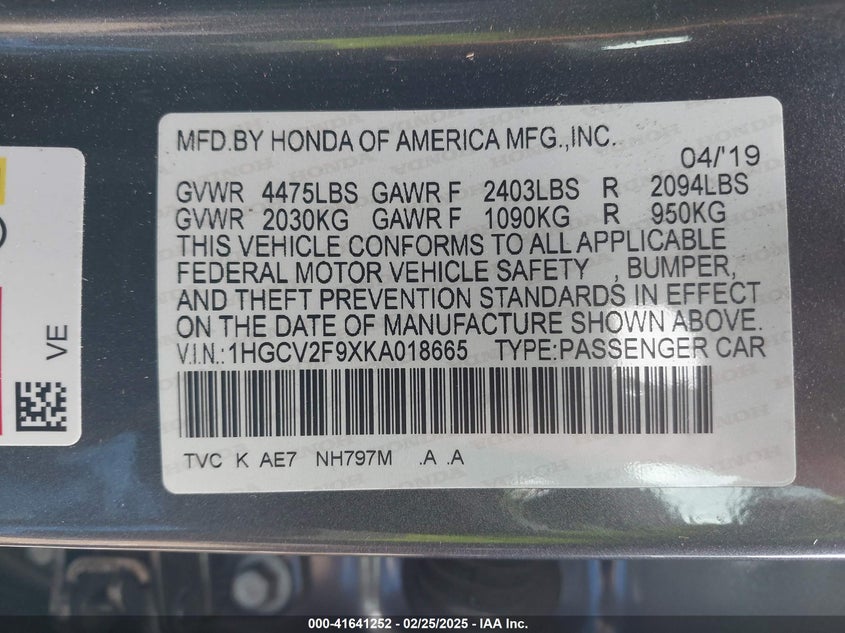 MFD.BY HONDA OF AMERICA MFG.,INC.
04/'19
GVWR 4475LBS GAWR F 2403LBS R 2094LBS
GVWR 2030KG GAWR F 1090KG R 950KG
THIS VEHICLE CONFORMS TO ALL APPLICABLE
FEDERAL MOTOR VEHICLE SAFETY , BUMPER,
AND THEFT PREVENTION STANDARDS IN EFFECT
ON THE DATE OF MANUFACTURE SHOWN ABOVE.
V.I.N.:1HGCV2F9XKA018665 TYPE:PASSENGER CAR
TVC K AE7 NH797M .A .A
VE
000-41641252 - 02/25/2025 - IAA Inc.